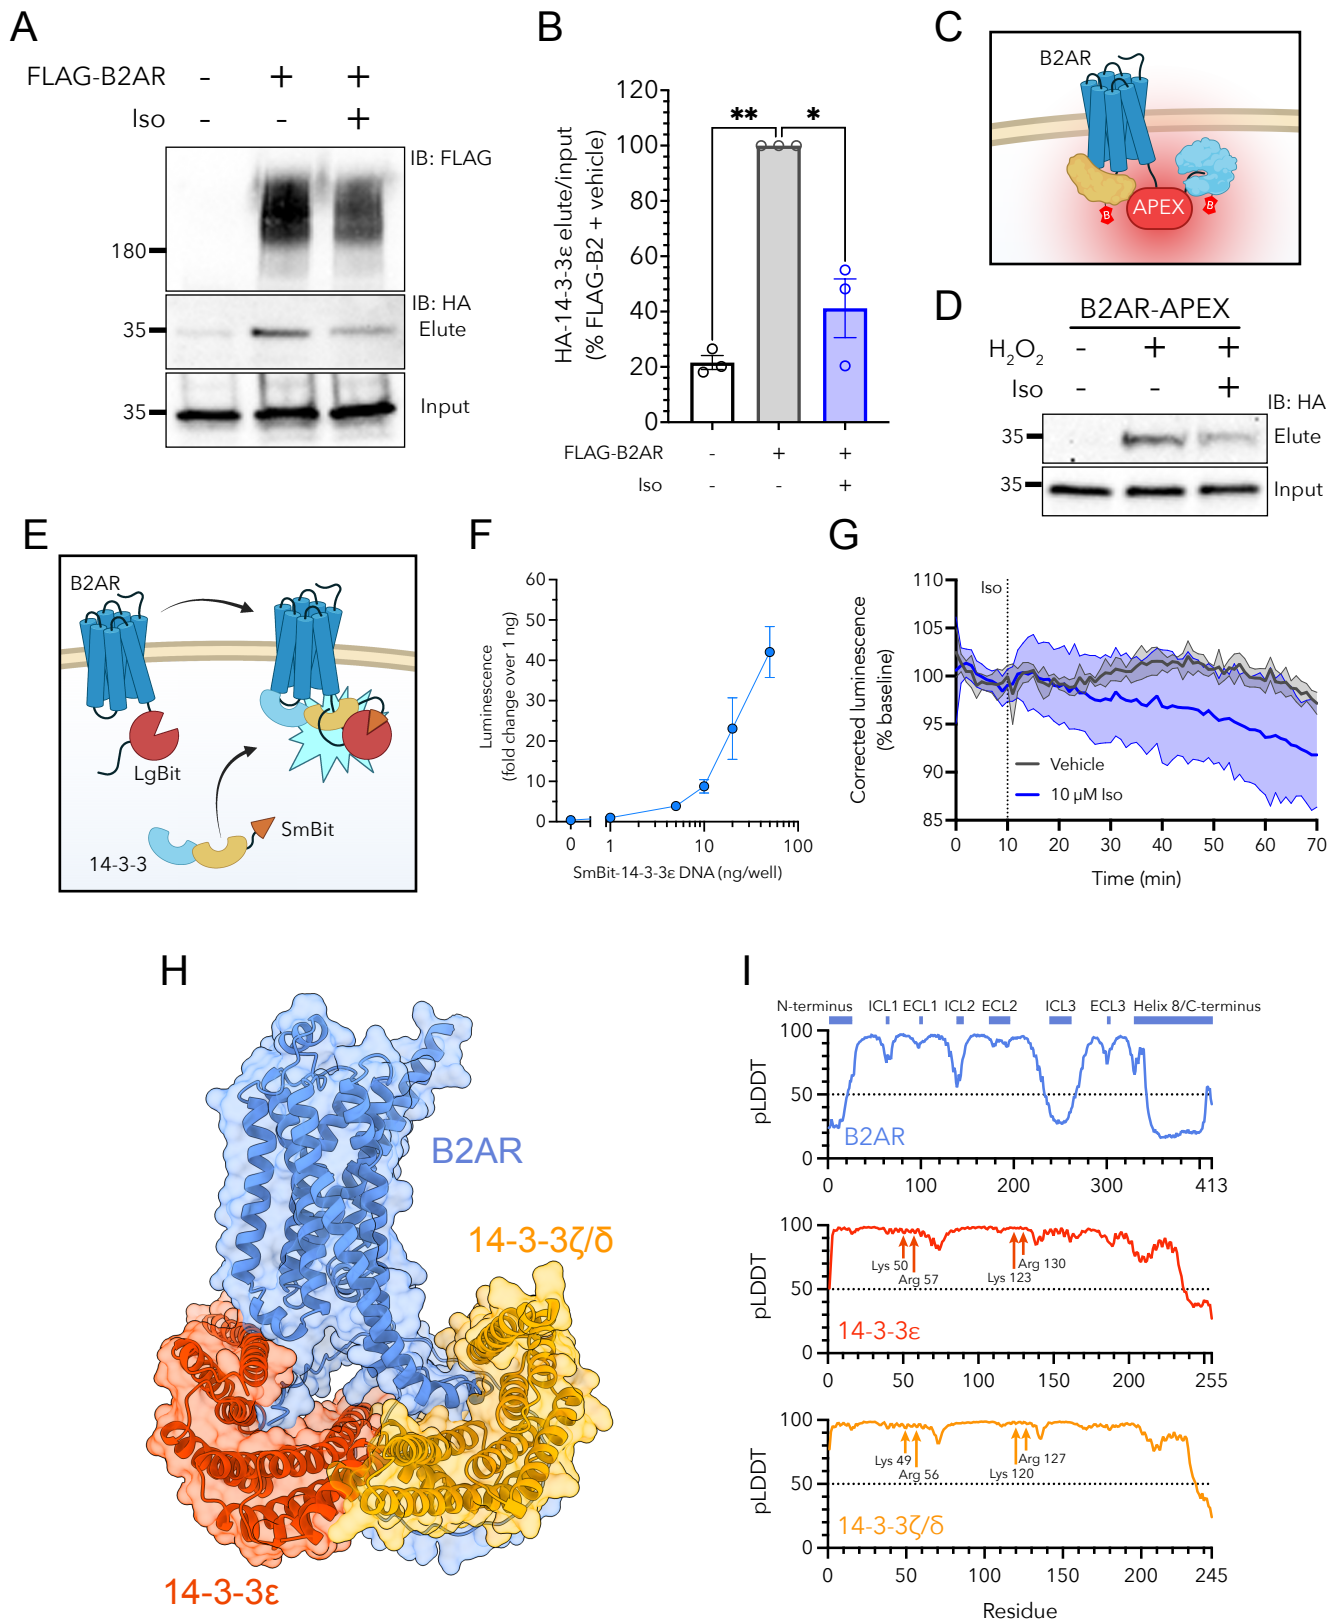 A
FLAG-B2AR - + +
Iso - - +
IB: FLAG
180
IB: HA
35
Elute
35
Input
B
HA-14-3-3ε elute/input
(% FLAG-B2 + vehicle)
120
100
80
60
40
20
0
** *
FLAG-B2AR - + +
Iso - - +
C
B2AR
APEX
B
B
D
B2AR-APEX
H₂O₂ - + +
Iso - - +
IB: HA
35
Elute
35
Input
E
B2AR
LgBit
SmBit
14-3-3
F
Luminescence
(fold change over 1 ng)
60
50
40
30
20
10
0
0 1 10 100
SmBit-14-3-3ε DNA (ng/well)
G
Corrected luminescence
(% baseline)
110
105
100
95
90
85
Iso
Vehicle
10 µM Iso
0 10 20 30 40 50 60 70
Time (min)
H
B2AR
14-3-3ζ/δ
14-3-3ε
I
N-terminus ICL1 ECL1 ICL2 ECL2 ICL3 ECL3 Helix 8/C-terminus
pLDDT
100
50
0
B2AR
0 100 200 300 413
pLDDT
100
50
0
Lys 50
Arg 57
Lys 123
Arg 130
14-3-3ε
0 50 100 150 200 255
pLDDT
100
50
0
Lys 49
Arg 56
Lys 120
Arg 127
14-3-3ζ/δ
0 50 100 150 200 245
Residue